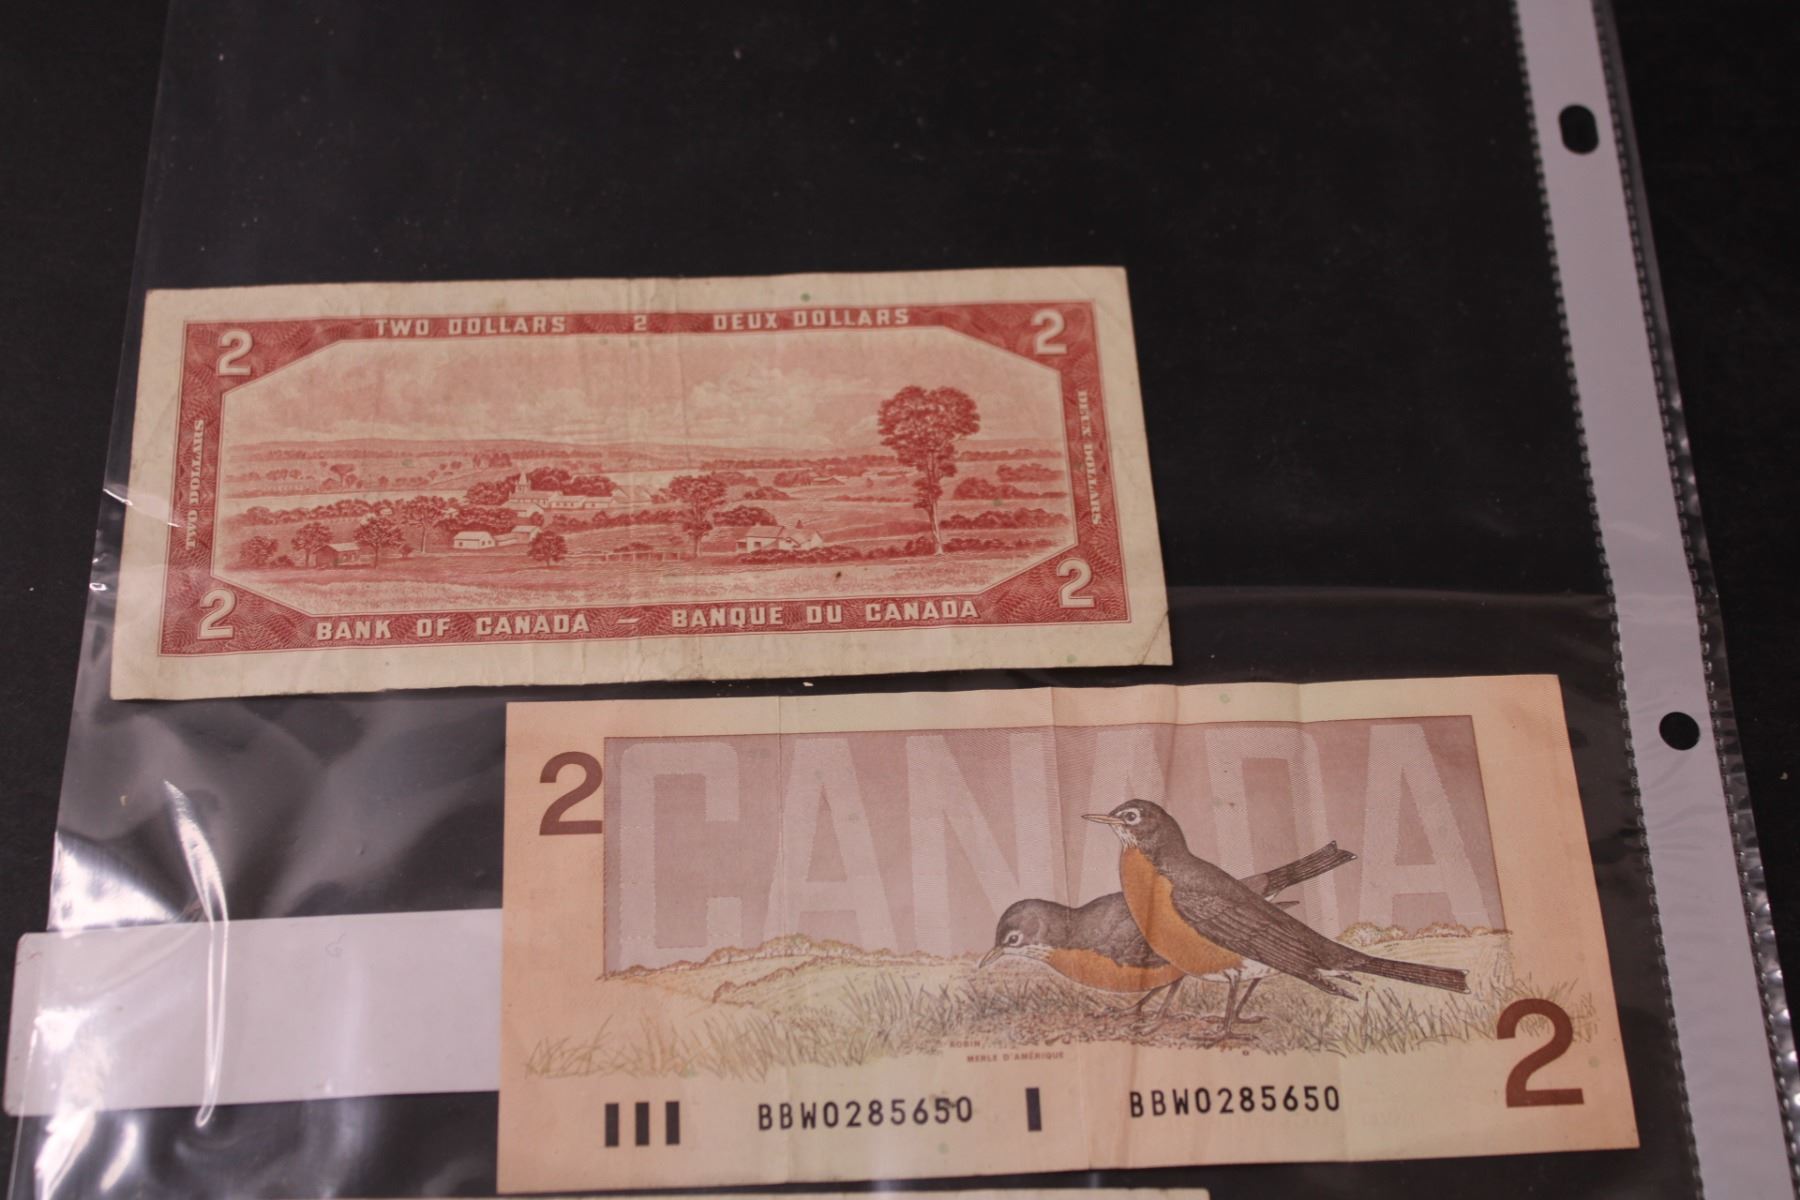 2 TWO DOLLARS 2 DEUX DOLLARS 2
TWO DOLLARS
DEUX DOLLARS
2 BANK OF CANADA — BANQUE DU CANADA 2
2
CANADA
ROBIN
MERLE D'AMÉRIQUE
2
BBW0285650 BBW0285650